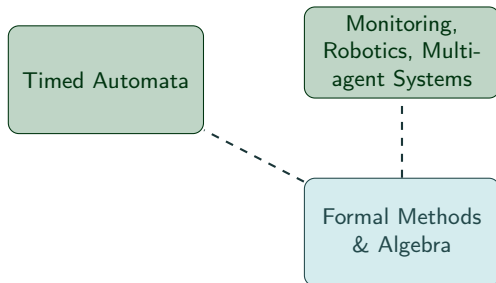 Timed Automata
Monitoring,
Robotics, Multi-
agent Systems
Formal Methods
& Algebra